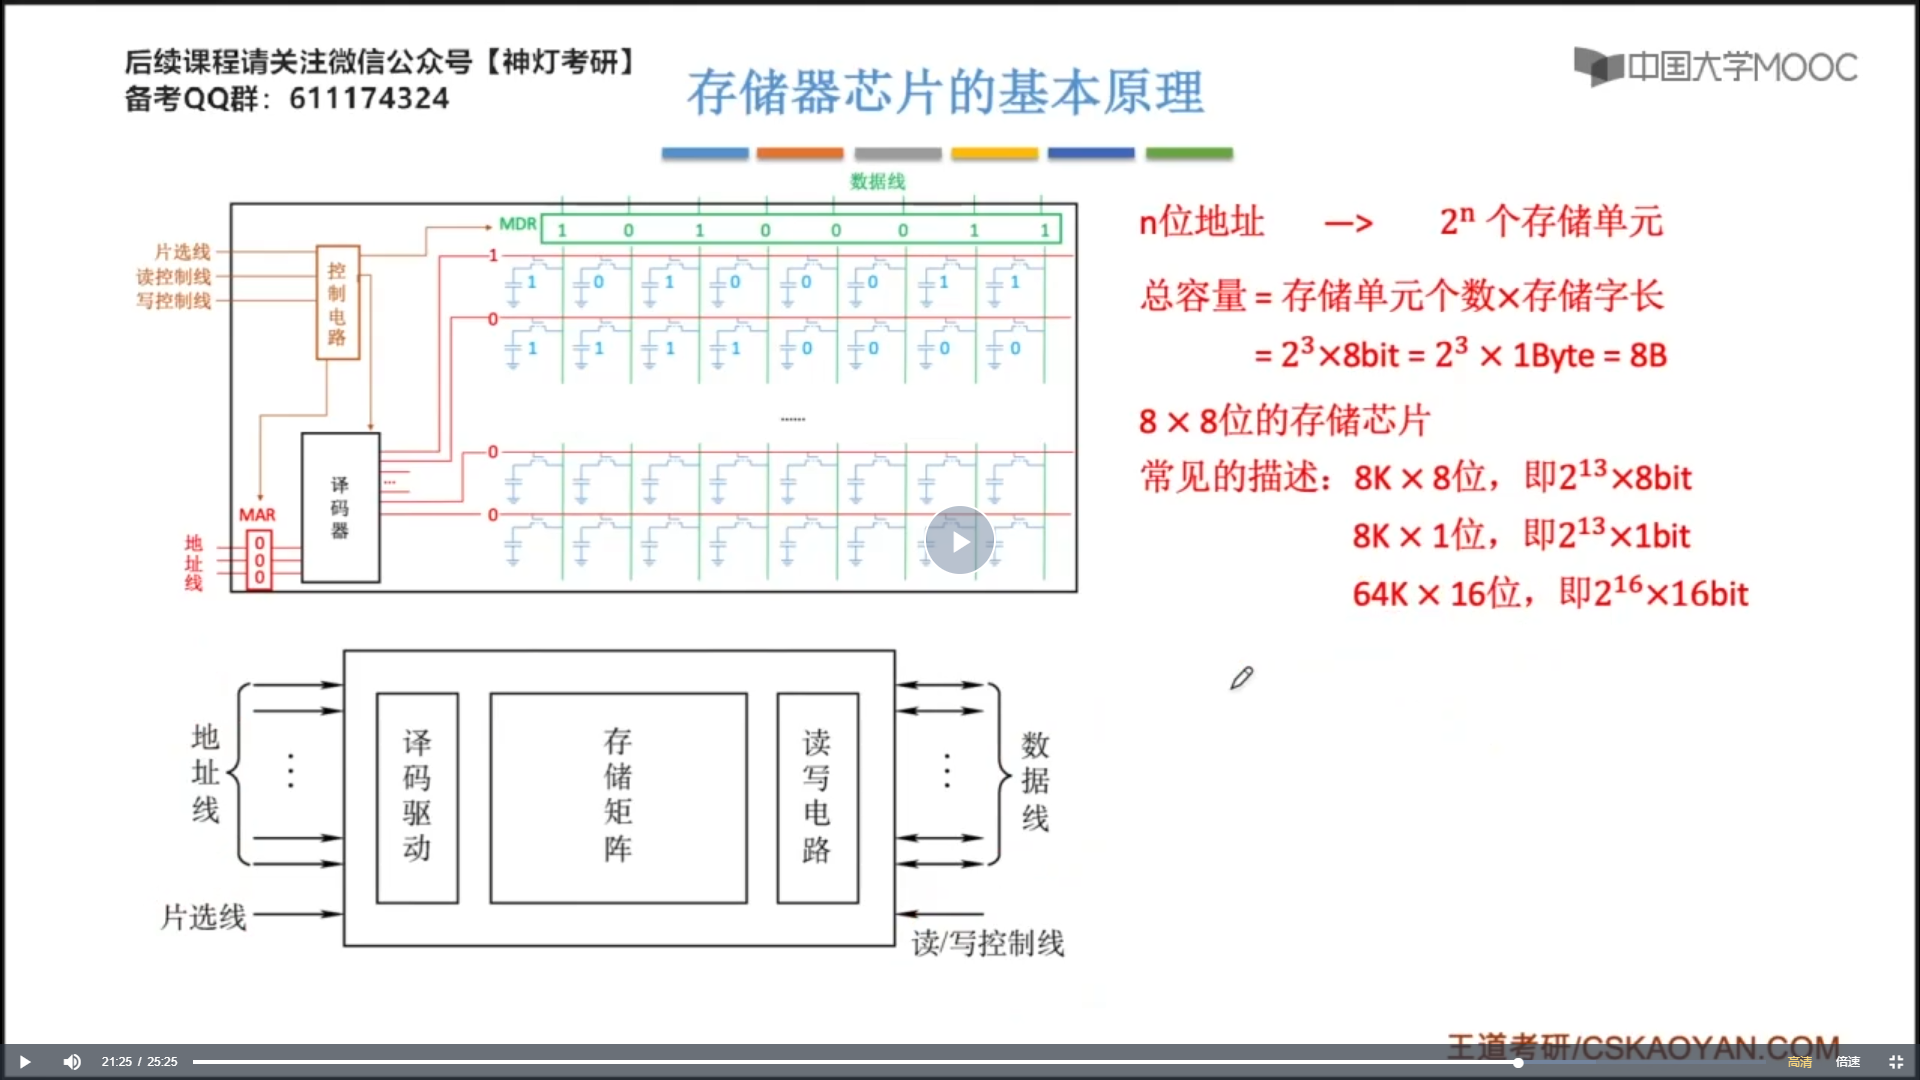 后续课程请关注微信公众号【神灯考研】
备考QQ群：611174324
存储器芯片的基本原理
中国大学MOOC
数据线
MDR 1 0 1 0 0 0 1 1
片选线
读控制线
写控制线
控制电路
1
1 0 1 0 0 0 1 1
0
1 1 1 1 0 0 0 0
......
0
0
...
译码器
MAR
地址线
0
0
0
n位地址 —> 2ⁿ 个存储单元
总容量 = 存储单元个数×存储字长
= 2³×8bit = 2³ × 1Byte = 8B
8 × 8位的存储芯片
常见的描述：8K × 8位，即2¹³×8bit
8K × 1位，即2¹³×1bit
64K × 16位，即2¹⁶×16bit
地址线
译码驱动
存储矩阵
读写电路
数据线
片选线
读/写控制线
王道考研/CSKAOYAN.COM
21:25 / 25:25
高清
倍速